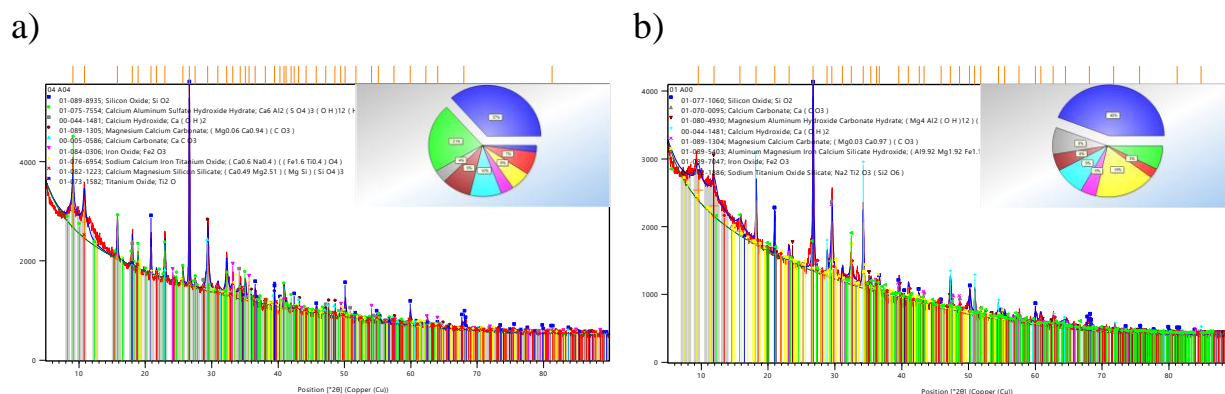 a)
04 A04
01-089-8935; Silicon Oxide; Si O2
01-075-7554; Calcium Aluminum Sulfate Hydroxide Hydrate; Ca6 Al2 ( S O4 )3 ( O H )12 ( H
00-044-1481; Calcium Hydroxide; Ca ( O H )2
01-089-1305; Magnesium Calcium Carbonate; ( Mg0.06 Ca0.94 ) ( C O3 )
00-005-0586; Calcium Carbonate; Ca C O3
01-084-0306; Iron Oxide; Fe2 O3
01-076-6954; Sodium Calcium Iron Titanium Oxide; ( Ca0.6 Na0.4 ) ( Fe1.6 Ti0.4 ) O4 )
01-082-1223; Calcium Magnesium Silicon Silicate; ( Ca0.49 Mg2.51 ) ( Mg Si ) ( Si O4 )3
01-073-1582; Titanium Oxide; Ti2 O
4000
2000
0
10 20 30 40 50 60 70 80
Position [°2θ] (Copper (Cu))
b)
01 A00
01-077-1060; Silicon Oxide; Si O2
01-070-0095; Calcium Carbonate; Ca ( C O3 )
01-080-4930; Magnesium Aluminum Hydroxide Carbonate Hydrate; ( Mg4 Al2 ( O H )12 ) (
00-044-1481; Calcium Hydroxide; Ca ( O H )2
01-089-1304; Magnesium Calcium Carbonate; ( Mg0.03 Ca0.97 ) ( C O3 )
Aluminum Magnesium Iron Calcium Silicate Hydroxide; ( Al9.92 Mg1.92 Fe1.1
Iron Oxide; Fe2 O3
Sodium Titanium Oxide Silicate; Na2 Ti2 O3 ( Si2 O6 )
4000
3000
2000
1000
0
10 20 30 40 50 60 70 80
Position [°2θ] (Copper (Cu))